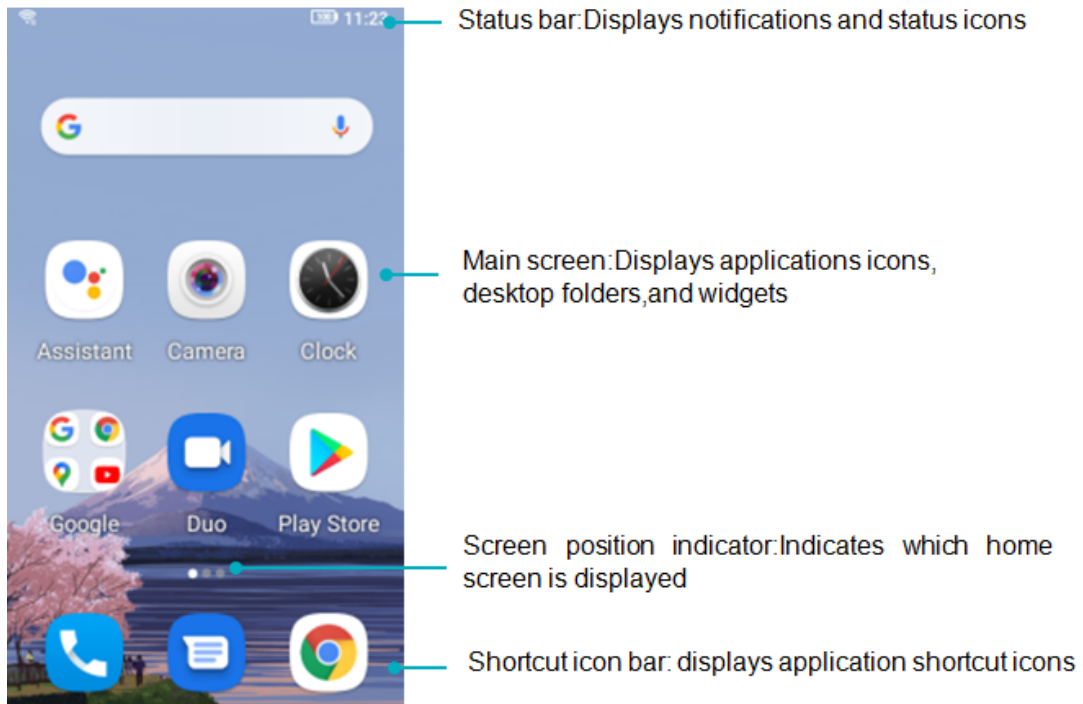 100 11:23
Status bar:Displays notifications and status icons
G
Main screen:Displays applications icons,
desktop folders,and widgets
Assistant Camera Clock
G
Google Duo Play Store
Screen position indicator:Indicates which home
screen is displayed
Shortcut icon bar: displays application shortcut icons